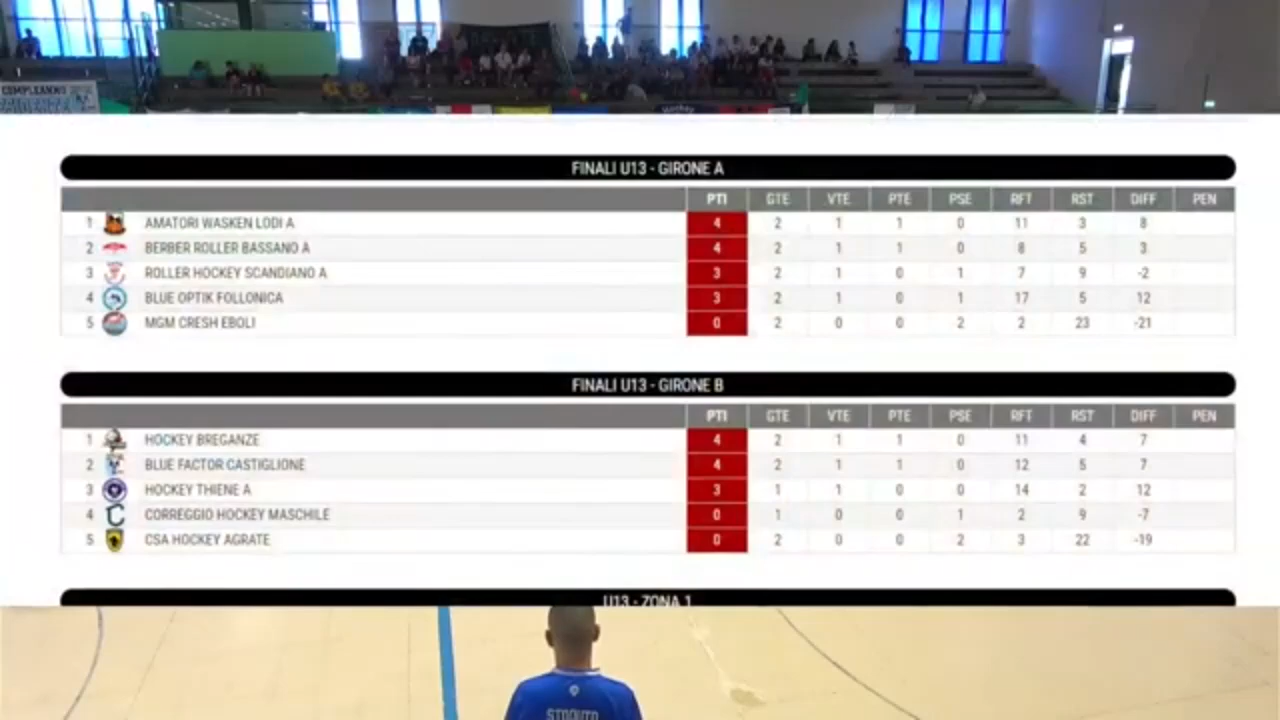 COMPLEANNO
Hockey
FINALI U13 - GIRONE A
PTI GTE VTE PTE PSE RFT RST DIFF PEN
1 AMATORI WASKEN LODI A 4 2 1 1 0 11 3 8
2 BERBER ROLLER BASSANO A 4 2 1 1 0 8 5 3
3 ROLLER HOCKEY SCANDIANO A 3 2 1 0 1 7 9 -2
4 BLUE OPTIK FOLLONICA 3 2 1 0 1 17 5 12
5 MGM CRESH EBOLI 0 2 0 0 2 2 23 -21
FINALI U13 - GIRONE B
PTI GTE VTE PTE PSE RFT RST DIFF PEN
1 HOCKEY BREGANZE 4 2 1 1 0 11 4 7
2 BLUE FACTOR CASTIGLIONE 4 2 1 1 0 12 5 7
3 HOCKEY THIENE A 3 1 1 0 0 14 2 12
4 CORREGGIO HOCKEY MASCHILE 0 1 0 0 1 2 9 -7
5 CSA HOCKEY AGRATE 0 2 0 0 2 3 22 -19
U13 - ZONA 1